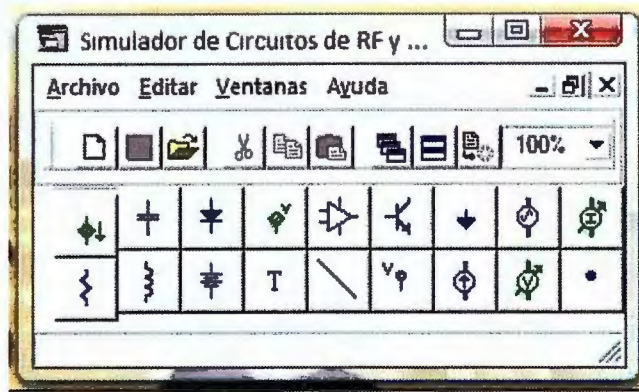 Simulador de Circuitos de RF y ...
Archivo Editar Ventanas Ayuda
100%
V
T
V
V
I